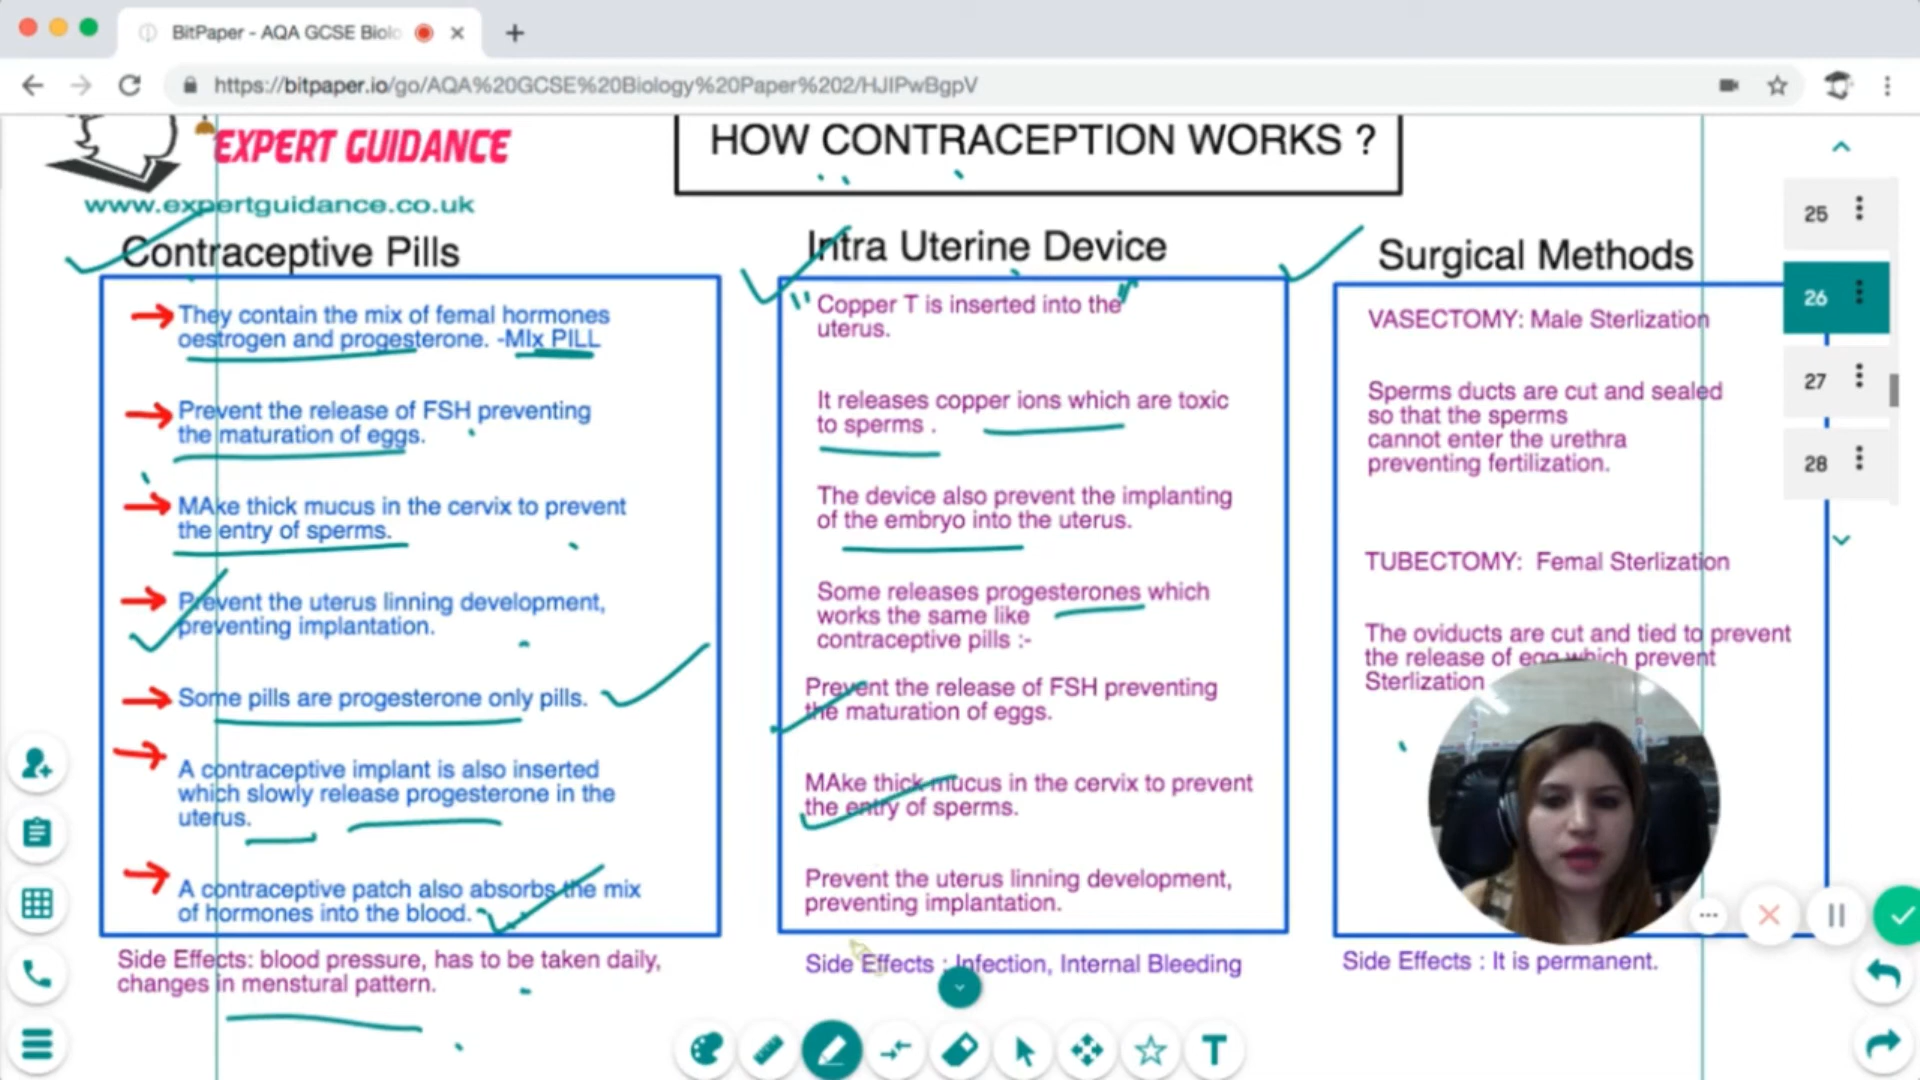 BitPaper - AQA GCSE Biolo
https://bitpaper.io/go/AQA%20GCSE%20Biology%20Paper%202/HJIPwBgpV
EXPERT GUIDANCE
www.expertguidance.co.uk
HOW CONTRACEPTION WORKS ?
Contraceptive Pills
They contain the mix of femal hormones
oestrogen and progesterone. -MIx PILL
Prevent the release of FSH preventing
the maturation of eggs.
MAke thick mucus in the cervix to prevent
the entry of sperms.
Prevent the uterus linning development,
preventing implantation.
Some pills are progesterone only pills.
A contraceptive implant is also inserted
which slowly release progesterone in the
uterus.
A contraceptive patch also absorbs the mix
of hormones into the blood.
Side Effects: blood pressure, has to be taken daily,
changes in menstural pattern.
Intra Uterine Device
"Copper T is inserted into the"
uterus.
It releases copper ions which are toxic
to sperms .
The device also prevent the implanting
of the embryo into the uterus.
Some releases progesterones which
works the same like
contraceptive pills :-
Prevent the release of FSH preventing
the maturation of eggs.
MAke thick mucus in the cervix to prevent
the entry of sperms.
Prevent the uterus linning development,
preventing implantation.
Side Effects : Infection, Internal Bleeding
Surgical Methods
VASECTOMY: Male Sterlization
Sperms ducts are cut and sealed
so that the sperms
cannot enter the urethra
preventing fertilization.
TUBECTOMY:  Femal Sterlization
The oviducts are cut and tied to prevent
the release of egg which prevent
Sterlization
Side Effects : It is permanent.
25
26
27
28
T